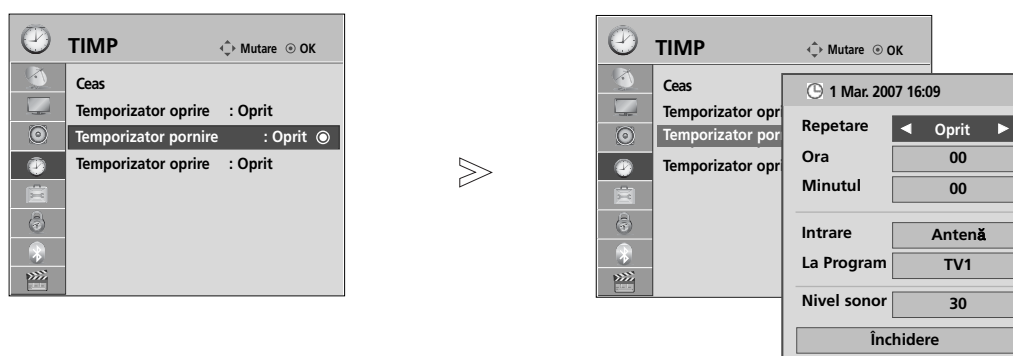 TIMP
Mutare OK
Ceas
Temporizator oprire : Oprit
Temporizator pornire : Oprit
Temporizator oprire : Oprit
TIMP
Mutare OK
Ceas
Temporizator opri
Temporizator por
Temporizator opri
1 Mar. 2007 16:09
Repetare Oprit
Ora 00
Minutul 00
Intrare Antenă
La Program TV1
Nivel sonor 30
Închidere